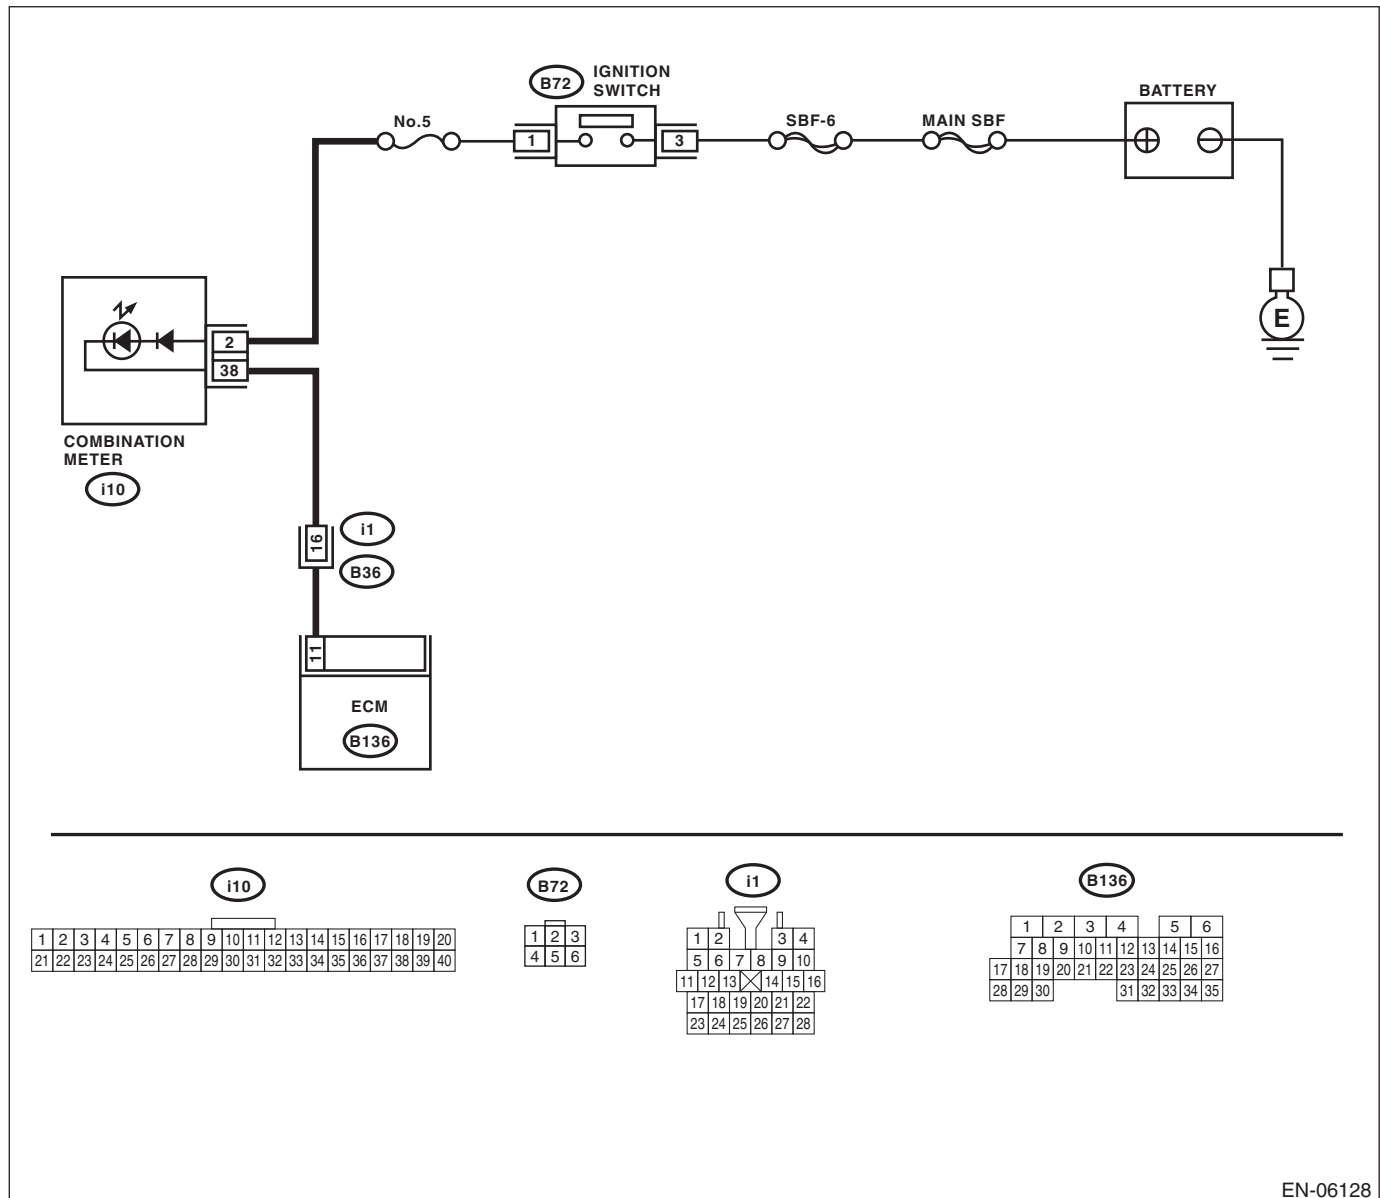 B72
IGNITION
SWITCH
BATTERY
No.5
SBF-6
MAIN SBF
1
3
E
2
38
COMBINATION
METER
i10
16
i1
B36
11
ECM
B136
i10
B72
i1
B136
1 2 3 4 5 6 7 8 9 10 11 12 13 14 15 16 17 18 19 20
21 22 23 24 25 26 27 28 29 30 31 32 33 34 35 36 37 38 39 40
1 2 3
4 5 6
1 2 3 4
5 6 7 8 9 10
11 12 13 14 15 16
17 18 19 20 21 22
23 24 25 26 27 28
1 2 3 4 5 6
7 8 9 10 11 12 13 14 15 16
17 18 19 20 21 22 23 24 25 26 27
28 29 30 31 32 33 34 35
EN-06128